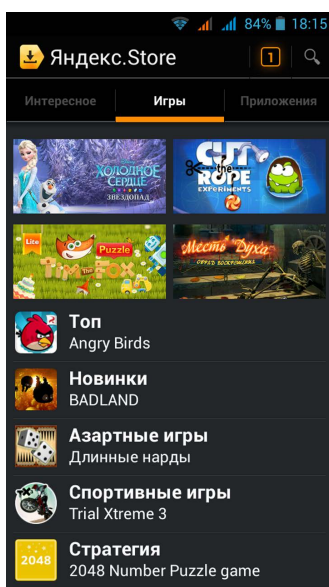 84% 18:15
Яндекс.Store
1
Интересное Игры Приложения
ХОЛОДНОЕ
СЕРДЦЕ
ЗВЕЗДОПАД
CUT
the
ROPE
EXPERIMENTS
Lite
Puzzle
TIM the FOX
Месть Духа
Топ
Angry Birds
Новинки
BADLAND
Азартные игры
Длинные нарды
Спортивные игры
Trial Xtreme 3
2048
Стратегия
2048 Number Puzzle game